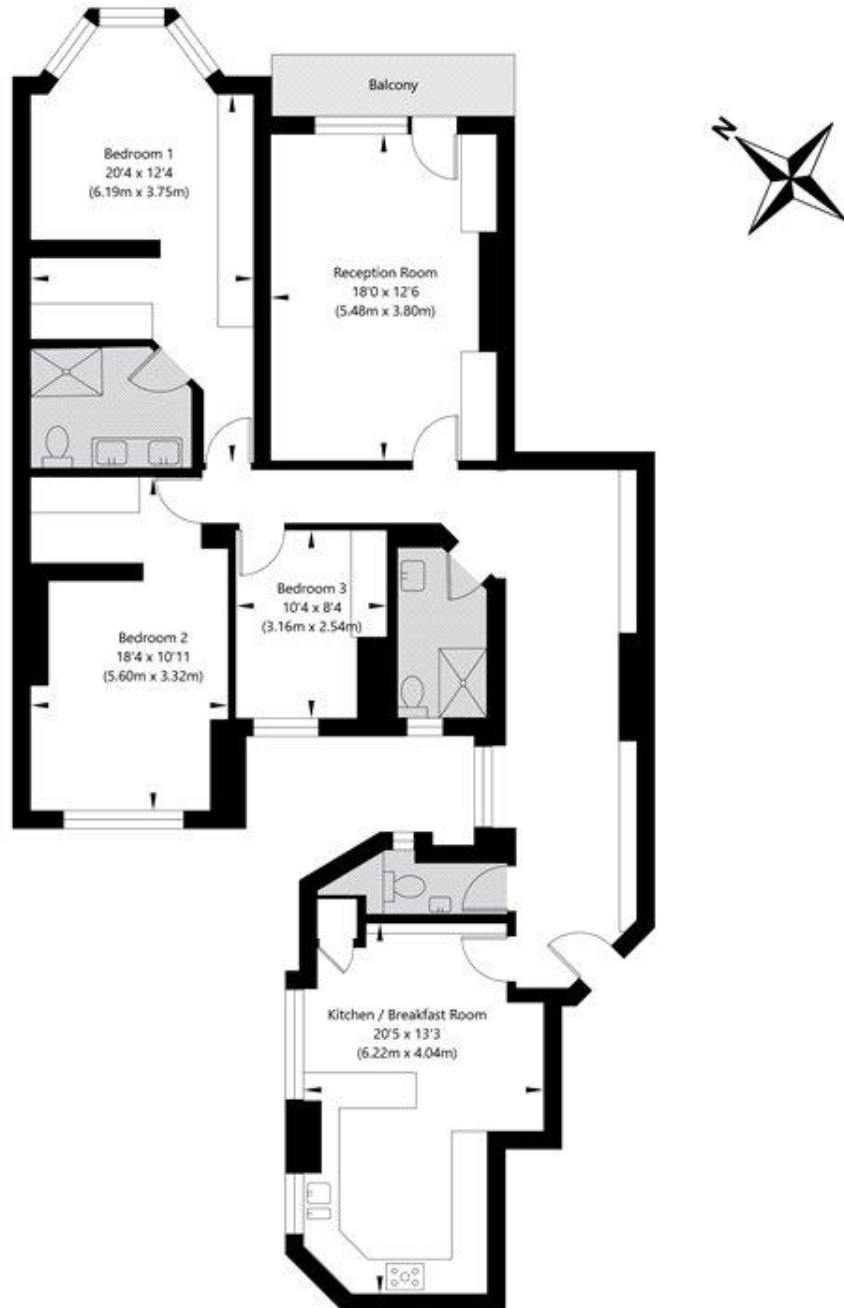 Balcony
N
Bedroom 1
20'4 x 12'4
(6.19m x 3.75m)
Reception Room
18'0 x 12'6
(5.48m x 3.80m)
Bedroom 3
10'4 x 8'4
(3.16m x 2.54m)
Bedroom 2
18'4 x 10'11
(5.60m x 3.32m)
Kitchen / Breakfast Room
20'5 x 13'3
(6.22m x 4.04m)